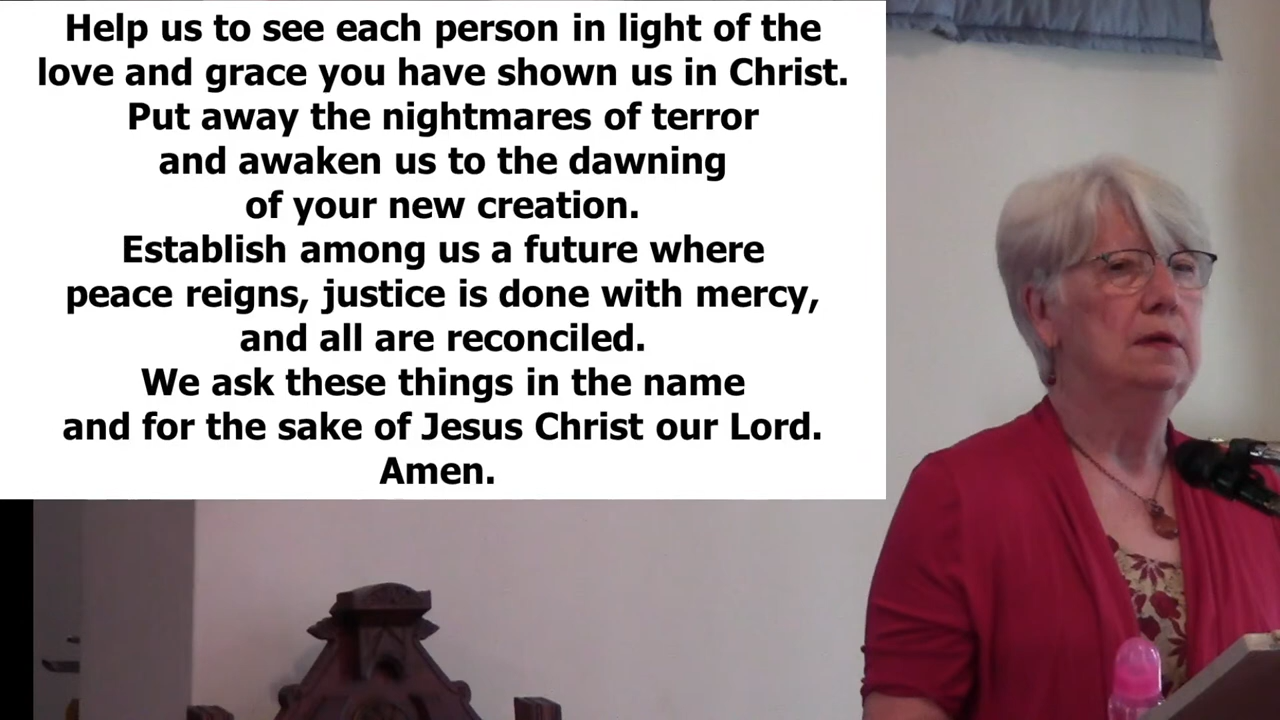 Help us to see each person in light of the
love and grace you have shown us in Christ.
Put away the nightmares of terror
and awaken us to the dawning
of your new creation.
Establish among us a future where
peace reigns, justice is done with mercy,
and all are reconciled.
We ask these things in the name
and for the sake of Jesus Christ our Lord.
Amen.